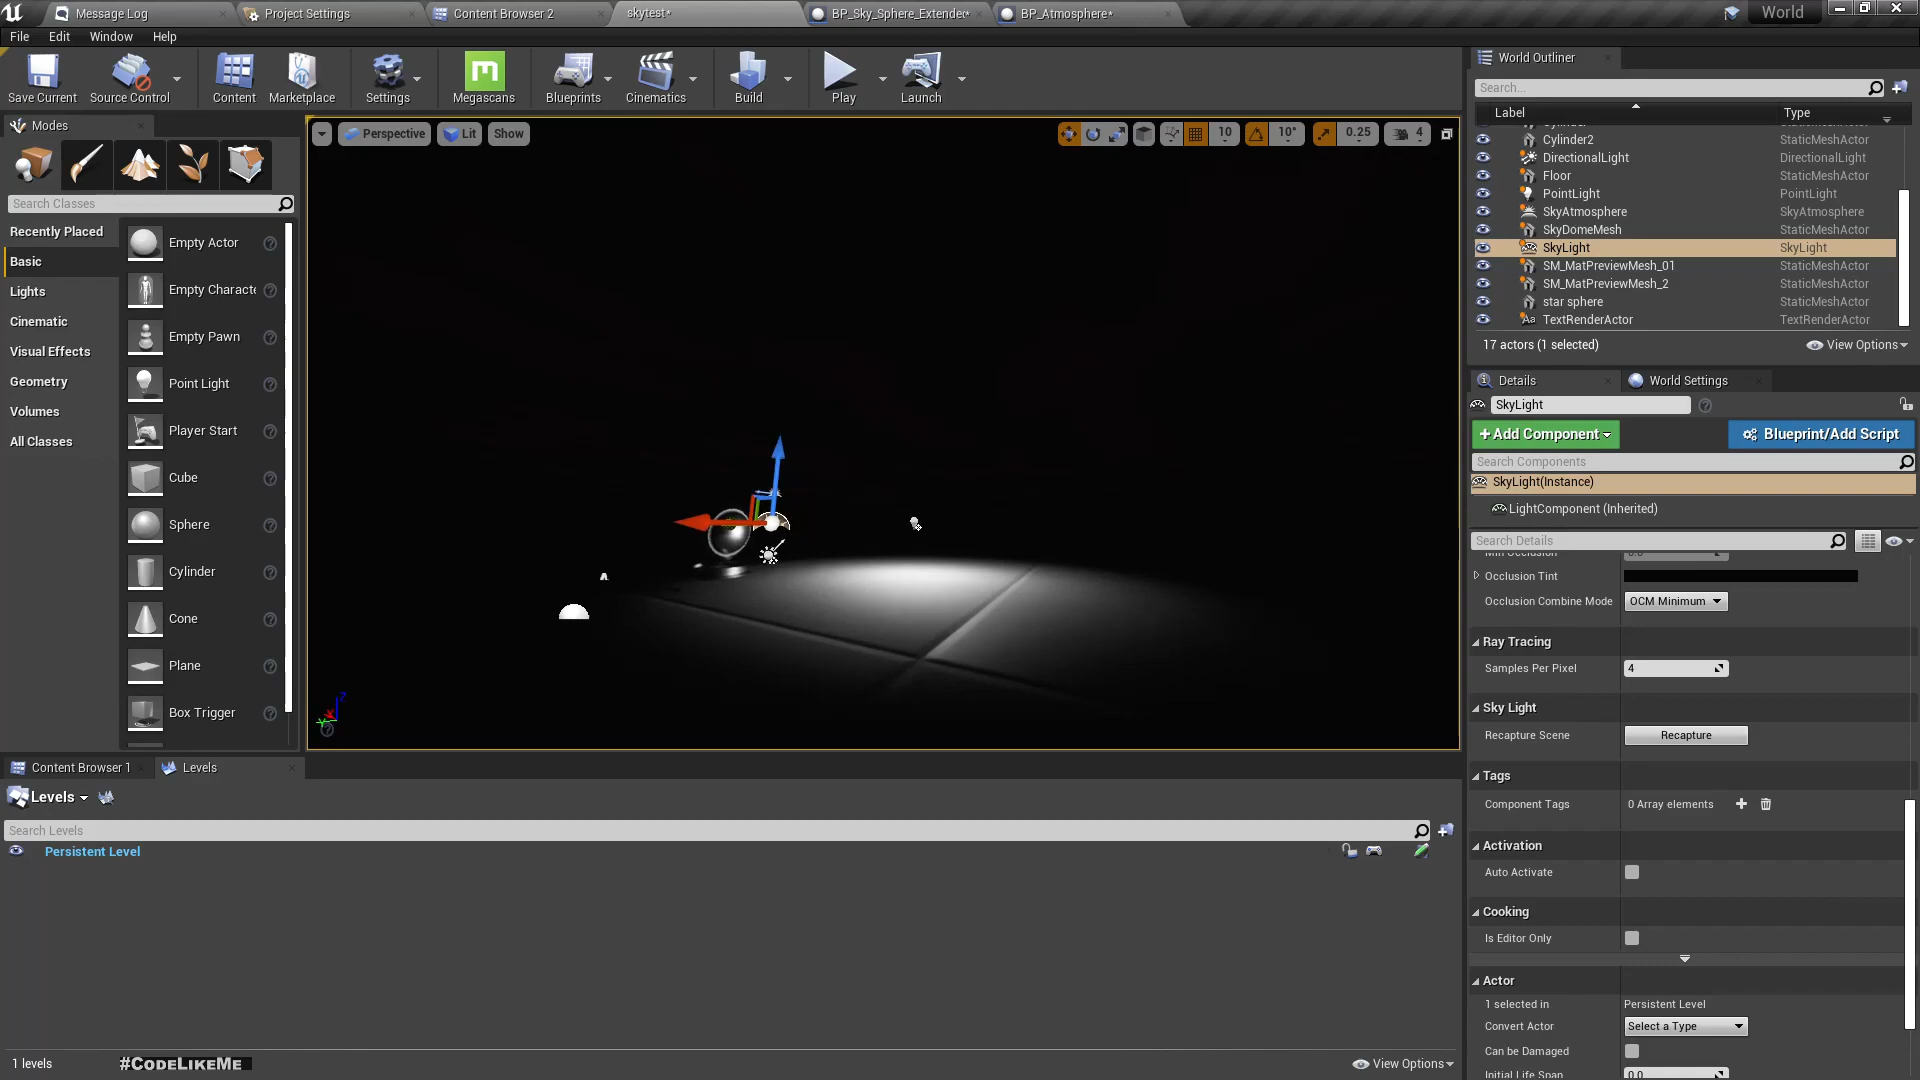 Message Log
Project Settings
Content Browser 2
skytest*
BP_Sky_Sphere_Extended*
BP_Atmosphere*
World
File
Edit
Window
Help
Save Current
Source Control
Content
Marketplace
Settings
Megascans
Blueprints
Cinematics
Build
Play
Launch
Modes
Search Classes
Recently Placed
Basic
Lights
Cinematic
Visual Effects
Geometry
Volumes
All Classes
Empty Actor
Empty Characte
Empty Pawn
Point Light
Player Start
Cube
Sphere
Cylinder
Cone
Plane
Box Trigger
Perspective
Lit
Show
10
10°
0.25
4
World Outliner
Search...
Label
Type
Cylinder2
StaticMeshActor
DirectionalLight
DirectionalLight
Floor
StaticMeshActor
PointLight
PointLight
SkyAtmosphere
SkyAtmosphere
SkyDomeMesh
StaticMeshActor
SkyLight
SkyLight
SM_MatPreviewMesh_01
StaticMeshActor
SM_MatPreviewMesh_2
StaticMeshActor
star sphere
StaticMeshActor
TextRenderActor
TextRenderActor
17 actors (1 selected)
View Options
Details
World Settings
SkyLight
+Add Component
Blueprint/Add Script
Search Components
SkyLight(Instance)
LightComponent (Inherited)
Search Details
Min Occlusion
0.0
Occlusion Tint
Occlusion Combine Mode
OCM Minimum
Ray Tracing
Samples Per Pixel
4
Sky Light
Recapture Scene
Recapture
Tags
Component Tags
0 Array elements
Activation
Auto Activate
Cooking
Is Editor Only
Actor
1 selected in
Persistent Level
Convert Actor
Select a Type
Can be Damaged
Initial Life Span
0.0
Content Browser 1
Levels
Levels
Search Levels
Persistent Level
1 levels
#CodeLikeMe
View Options